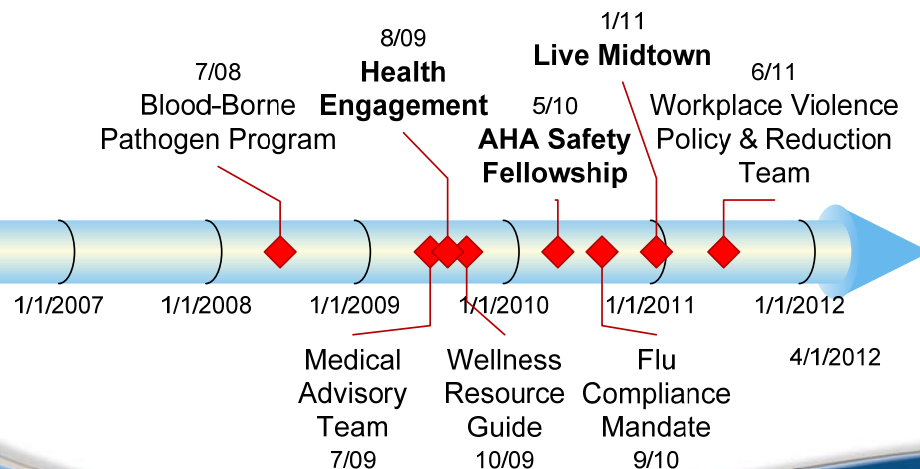 7/08
Blood-Borne
Pathogen Program
8/09
Health
Engagement
5/10
AHA Safety
Fellowship
1/11
Live Midtown
6/11
Workplace Violence
Policy & Reduction
Team
1/1/2007
1/1/2008
1/1/2009
1/1/2010
1/1/2011
1/1/2012
4/1/2012
Medical
Advisory
Team
7/09
Wellness
Resource
Guide
10/09
Flu
Compliance
Mandate
9/10